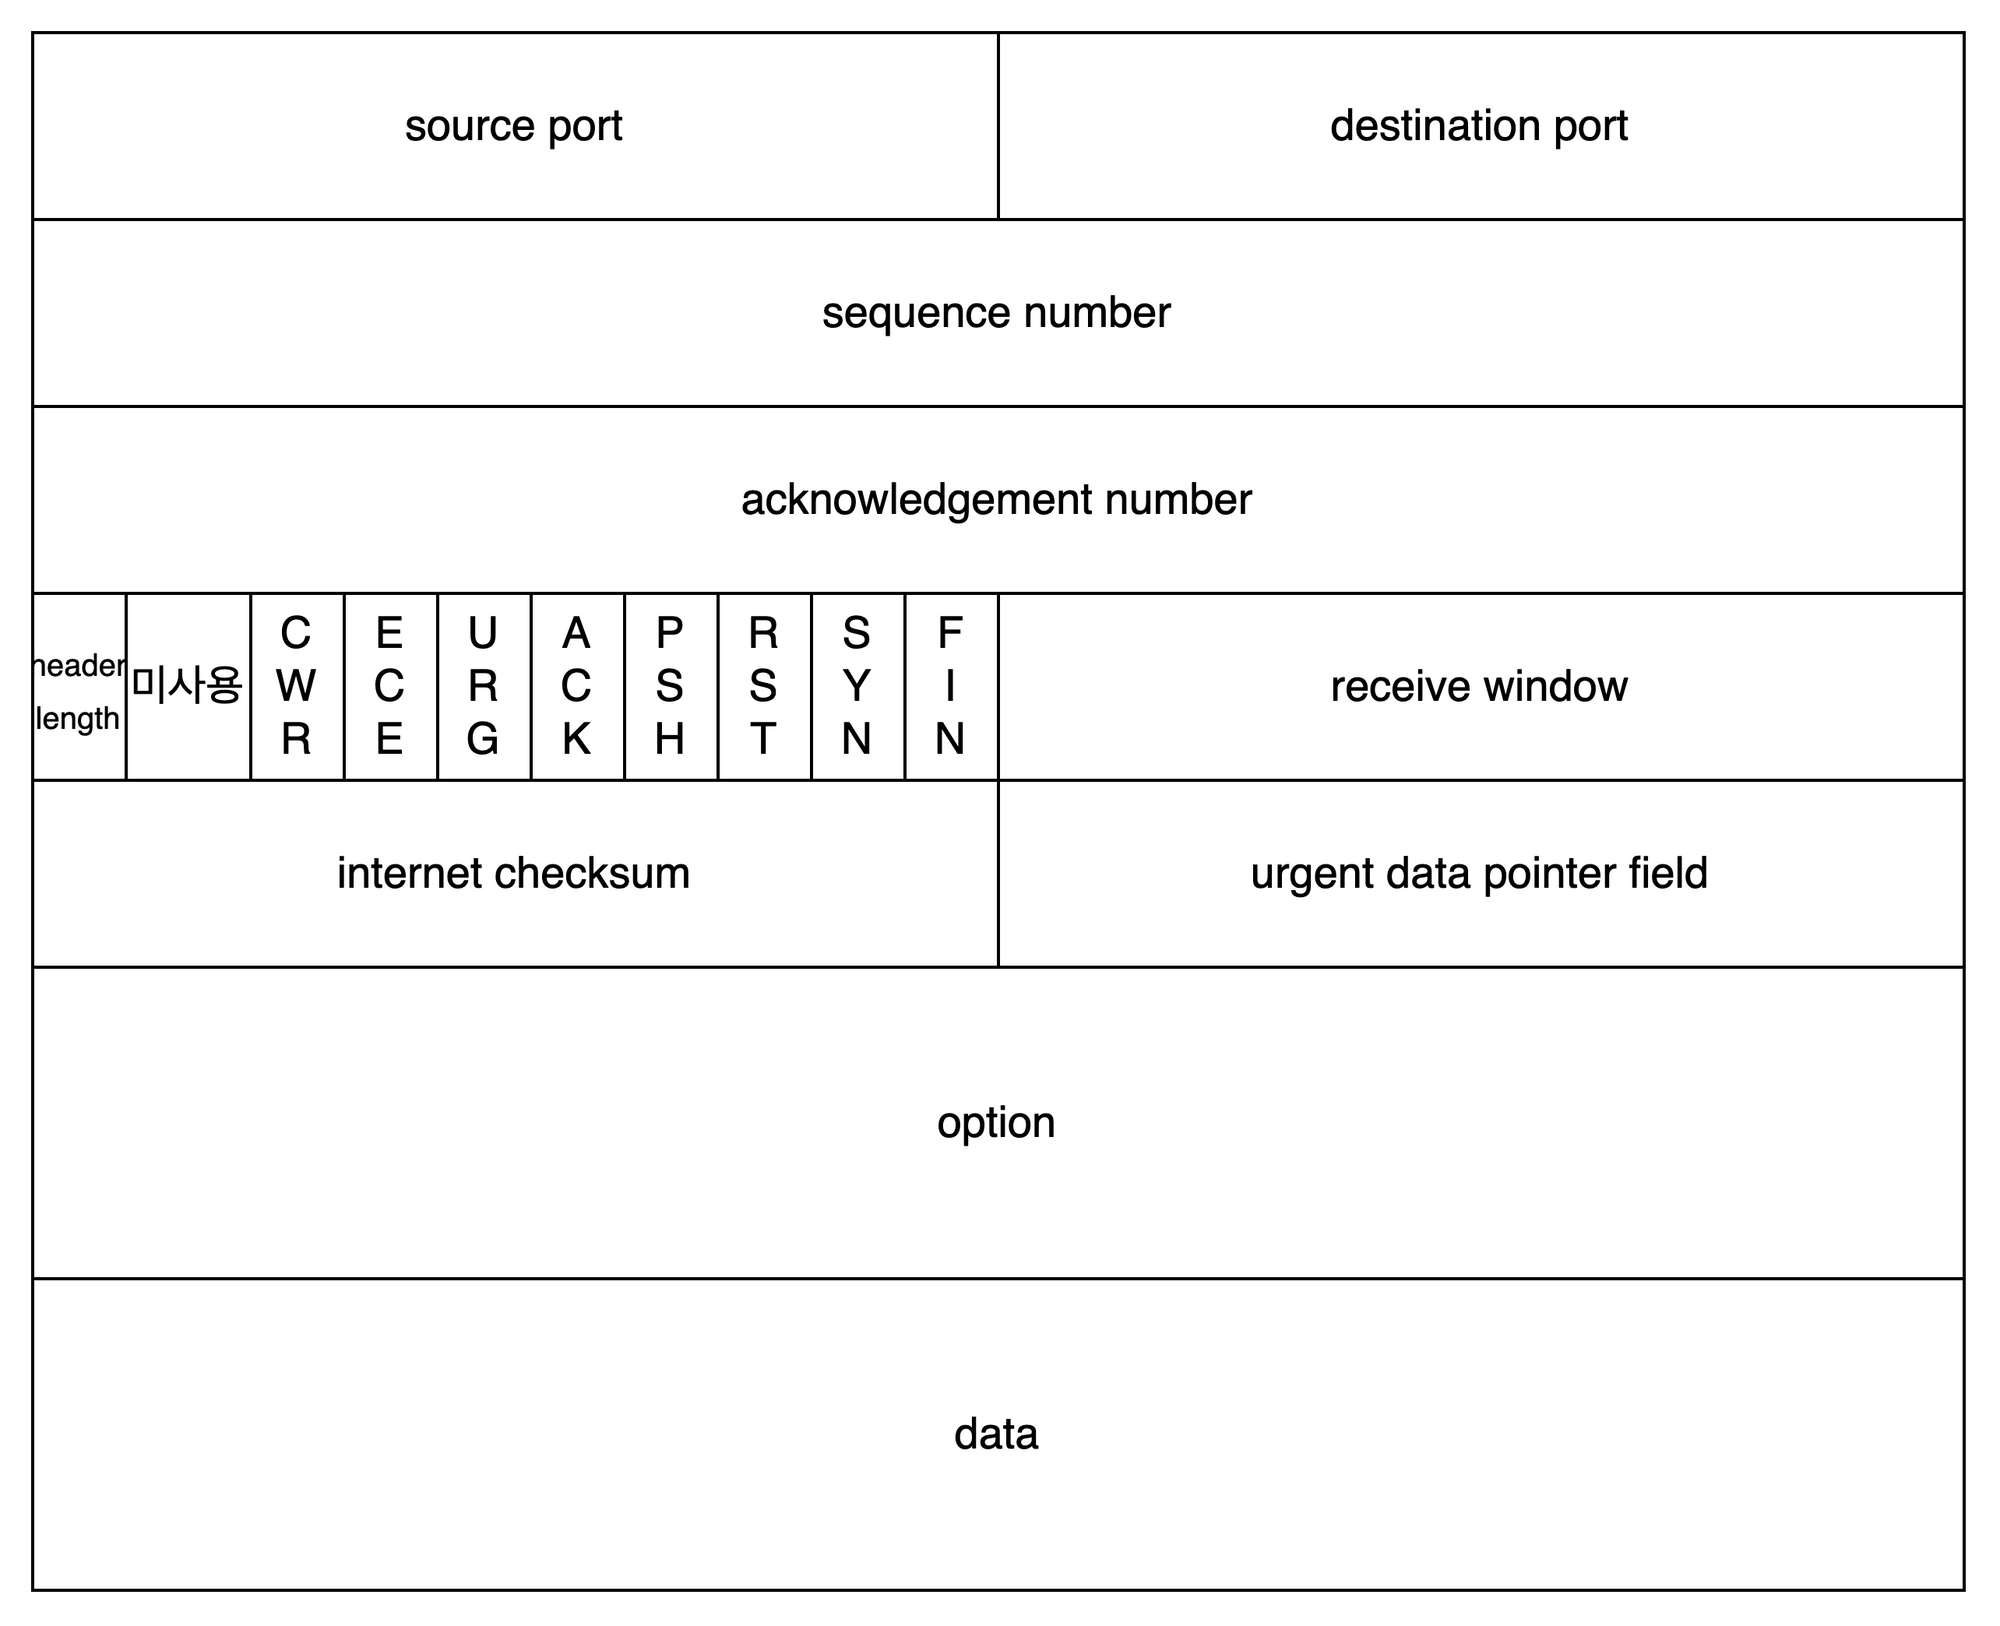 source port
destination port
sequence number
acknowledgement number
header
length
미사용
CWR
ECE
URG
ACK
PSH
RST
SYN
FIN
receive window
internet checksum
urgent data pointer field
option
data